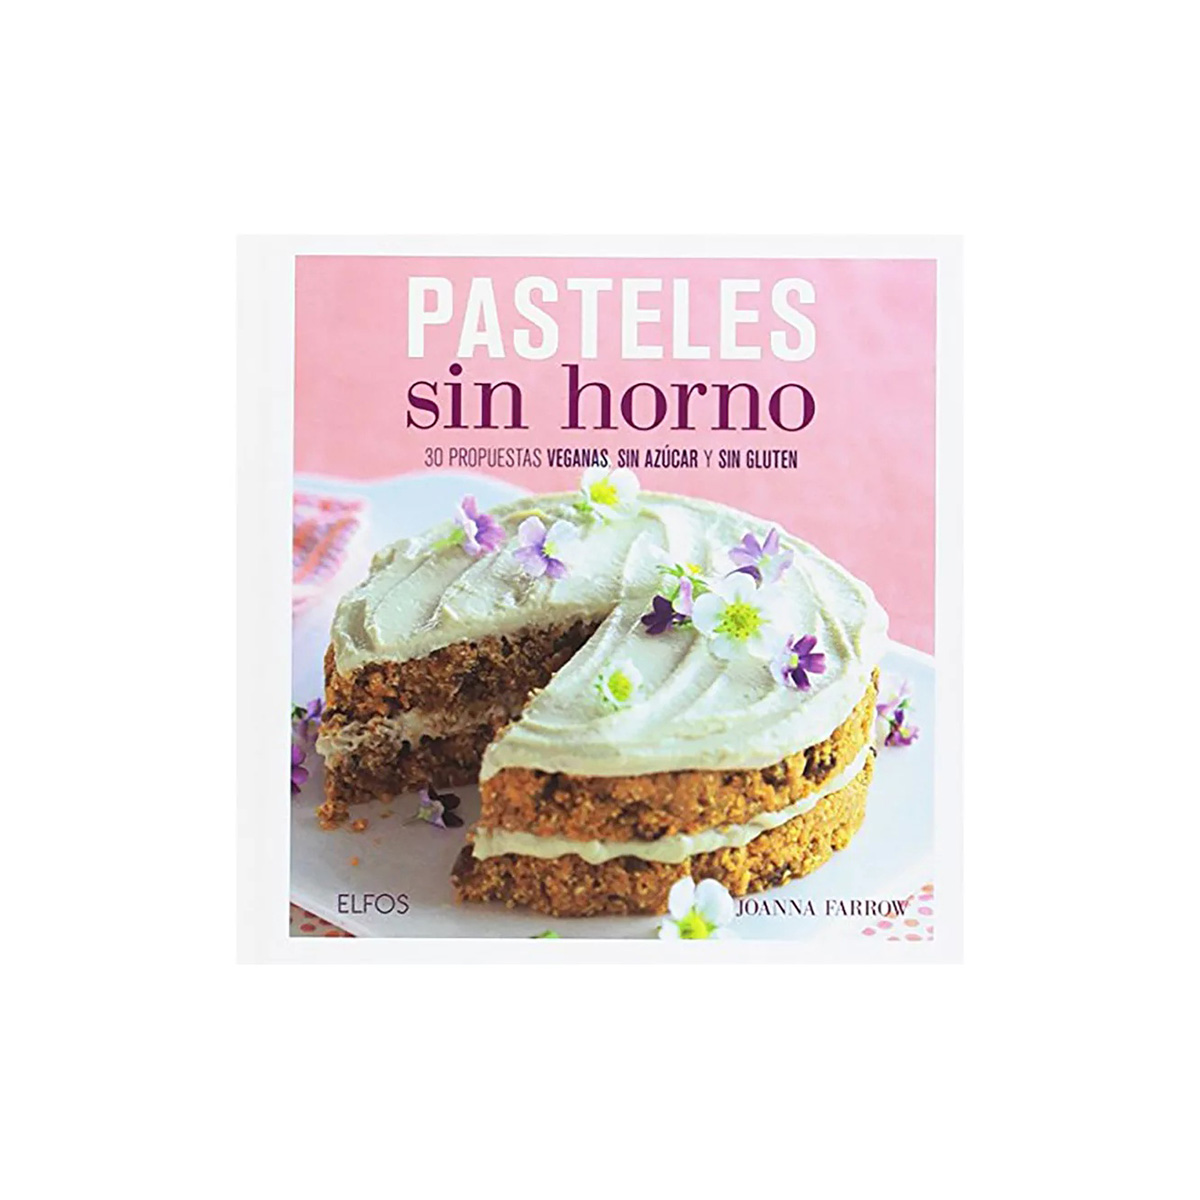 PASTELES
sin horno
30 PROPUESTAS VEGANAS, SIN AZÚCAR Y SIN GLUTEN
ELFOS
JOANNA FARROW